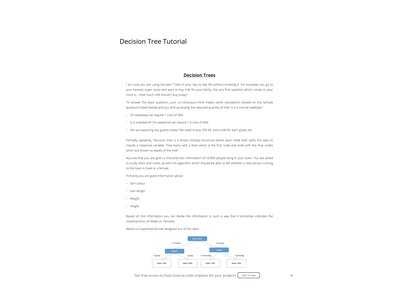 Decision Tree Tutorial
Decision Trees
I am sure you are using Decision Trees in your day to day life without knowing it. For example, you go to
your nearest super store and want to buy milk for your family, the very first question which comes to your
mind is – How much milk should I buy today?
To answer the basic question, your un-conscious mind makes some calculations (based on the sample
questions listed below) and you end up buying the required quantity of milk. Is it a normal weekday?
On weekdays we require 1 Litre of Milk
Is it a weekend? On weekends we require 1.5 Litre of Milk
Are we expecting any guests today? We need to buy 250 ML extra milk for each guest, etc.
Formally speaking, Decision tree is a binary tree structure where each node splits the data to
classify a response variable. Tree starts with a Root which is the first node and ends with the final nodes
which are known as leaves of the tree
Assume that you are given a characteristic information of 10,000 people living in your town. You are asked
to study them and come up with the algorithm which should be able to tell whether a new person coming
to the town is male or a female.
Primarily you are given information about:
Skin colour
Hair length
Weight
Height
Based on the information you can divide the information in such a way that it somehow indicates the
characteristics of Males vs. Females.
Below is a hypothetical tree designed out of this data:
Get free access to Data Science code snippets for your projects